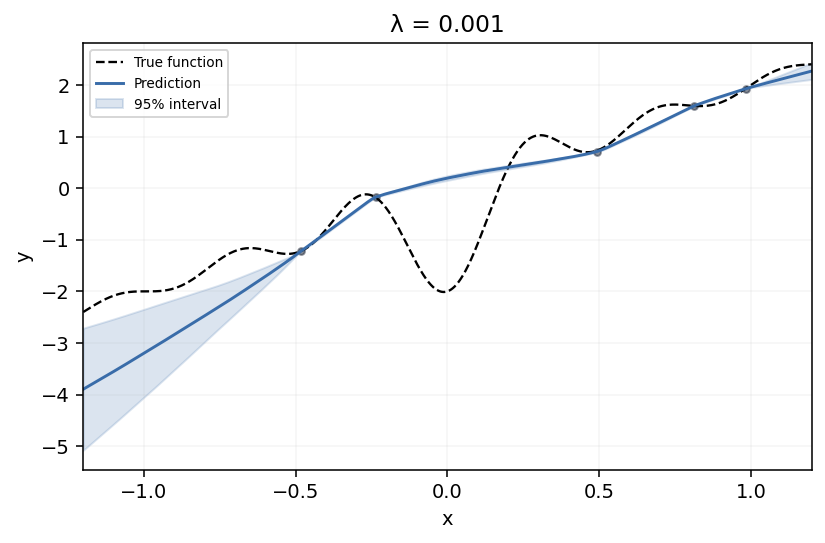 λ = 0.001
True function
Prediction
95% interval
y
2
1
0
−1
−2
−3
−4
−5
−1.0 −0.5 0.0 0.5 1.0
x